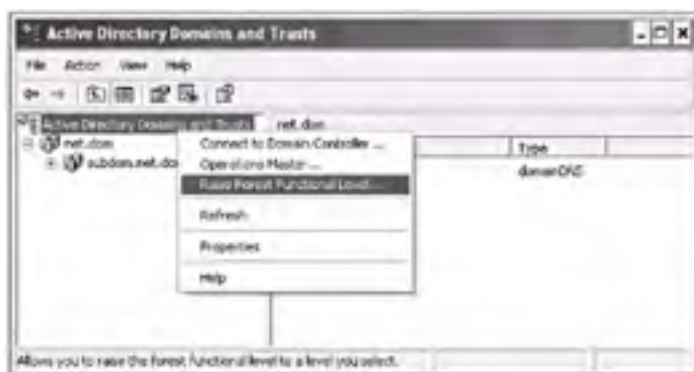 Active Directory Domains and Trusts
File Action View Help
Active Directory Domains and Trusts net.dom
net.dom
subdom.net.do
Connect to Domain Controller ...
Operations Master ...
Raise Forest Functional Level...
Refresh
Properties
Help
Type
domainDNS
Allows you to raise the forest functional level to a level you select.